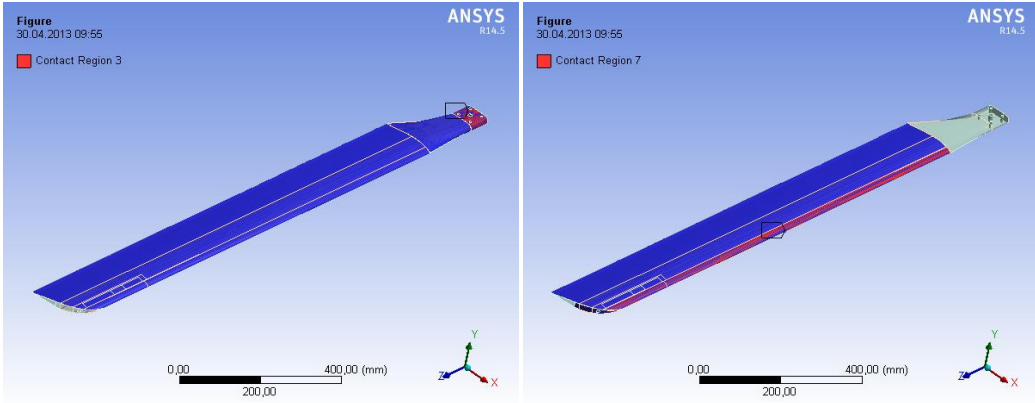 Figure
30.04.2013 09:55
Contact Region 3
ANSYS
R14.5
Y
Z
X
0,00
400,00 (mm)
200,00
Figure
30.04.2013 09:55
Contact Region 7
ANSYS
R14.5
Y
Z
X
0,00
400,00 (mm)
200,00